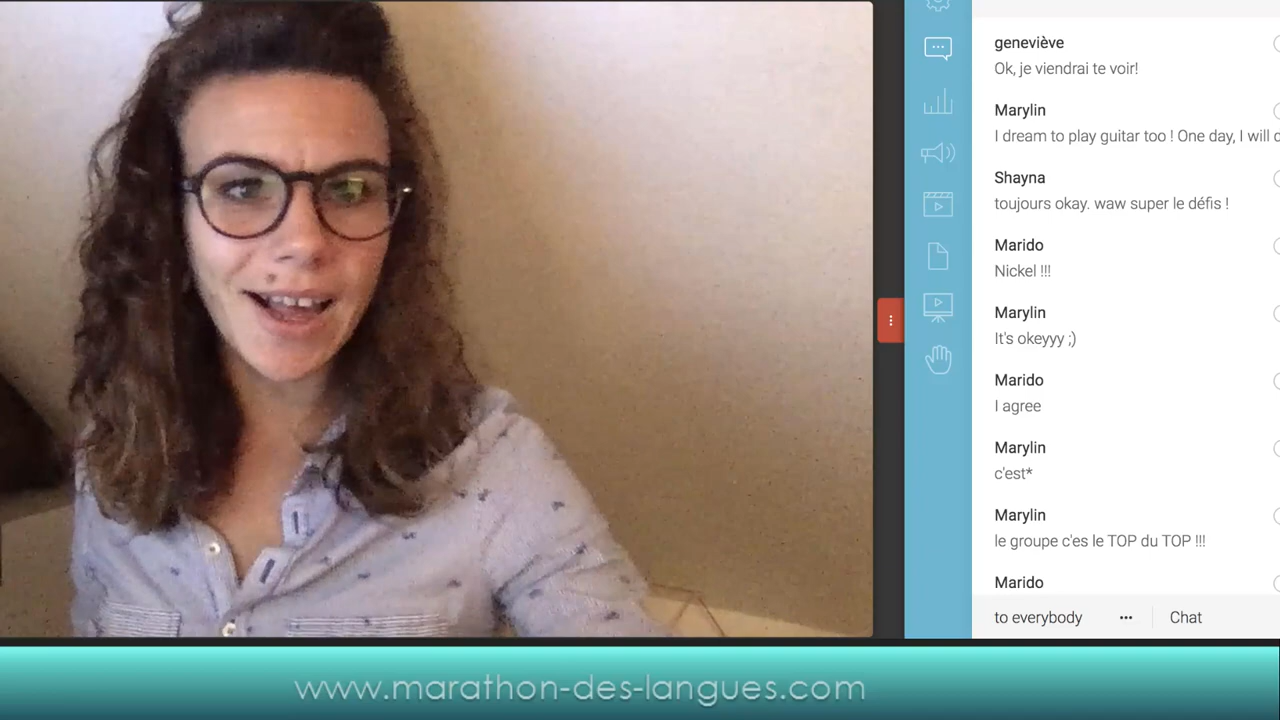 geneviève
Ok, je viendrai te voir!
Marylin
I dream to play guitar too ! One day, I will
Shayna
toujours okay. waw super le défis !
Marido
Nickel !!!
Marylin
It's okeyyy ;)
Marido
I agree
Marylin
c'est*
Marylin
le groupe c'es le TOP du TOP !!!
Marido
to everybody
Chat
www.marathon-des-langues.com